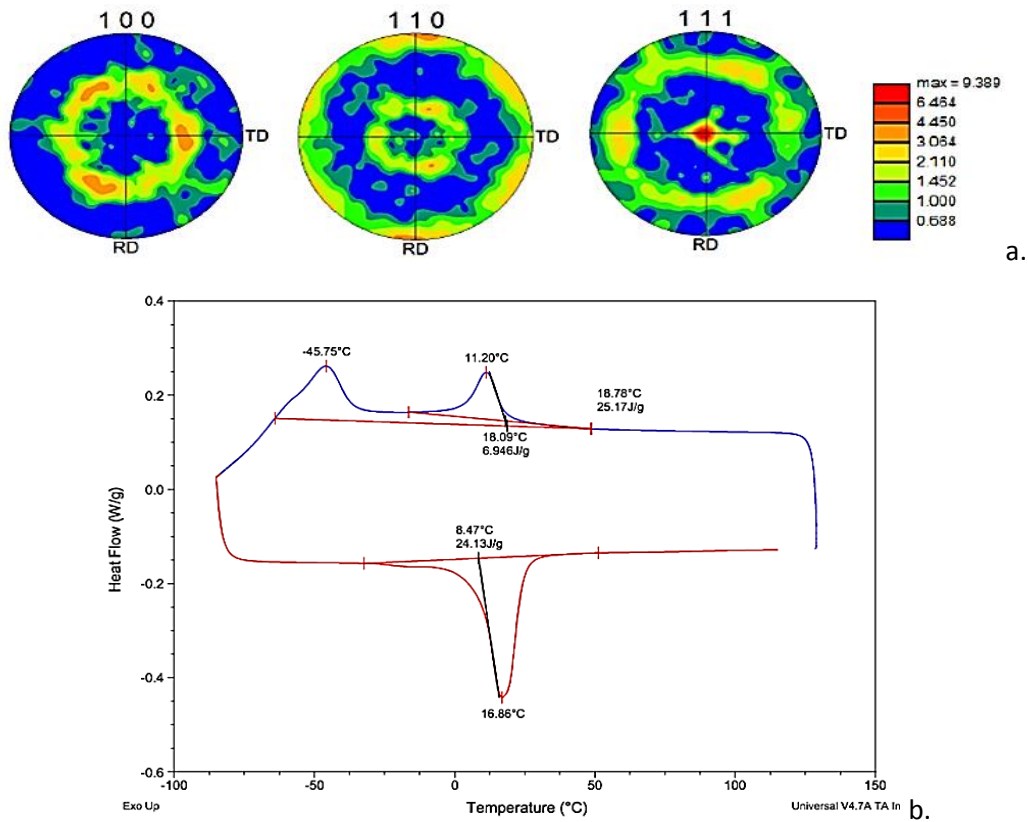 1 0 0
1 1 0
1 1 1
TD
TD
TD
RD
RD
RD
max = 9.389
6.464
4.450
3.064
2.110
1.452
1.000
0.688
a.
0.4
0.2
0.0
-0.2
-0.4
-0.6
Heat Flow (W/g)
-45.75°C
11.20°C
18.78°C
25.17J/g
18.09°C
6.946J/g
8.47°C
24.13J/g
16.86°C
-100
-50
0
50
100
150
Exo Up
Temperature (°C)
Universal V4.7A TA In
b.